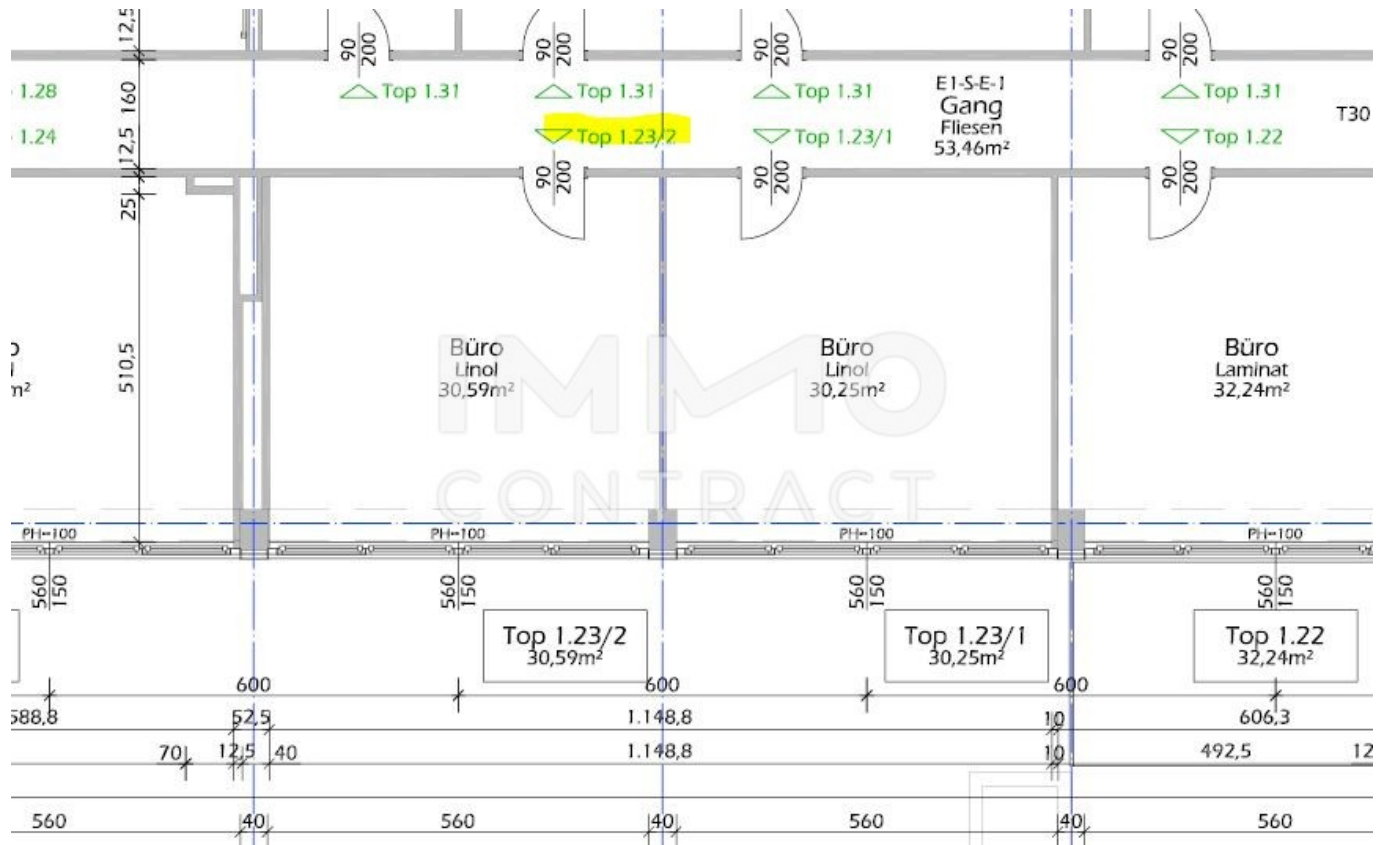 12,5
90
200
90
200
90
200
90
200
1.28
Top 1.31
Top 1.31
Top 1.31
E1-S-E-1
Gang
Fliesen
53,46m²
Top 1.31
T30
160
1.24
Top 1.23/2
Top 1.23/1
Top 1.22
12,5
90
200
90
200
90
200
25
510,5
m²
Büro
Linol
30,59m²
Büro
Linol
30,25m²
Büro
Laminat
32,24m²
IMMO
CONTRACT
PH=100
PH=100
PH=100
PH=100
560
150
560
150
560
150
560
150
Top 1.23/2
30,59m²
Top 1.23/1
30,25m²
Top 1.22
32,24m²
600
600
600
588,8
52,5
1.148,8
10
606,3
70
12,5
40
1.148,8
10
492,5
12
560
40
560
40
560
40
560